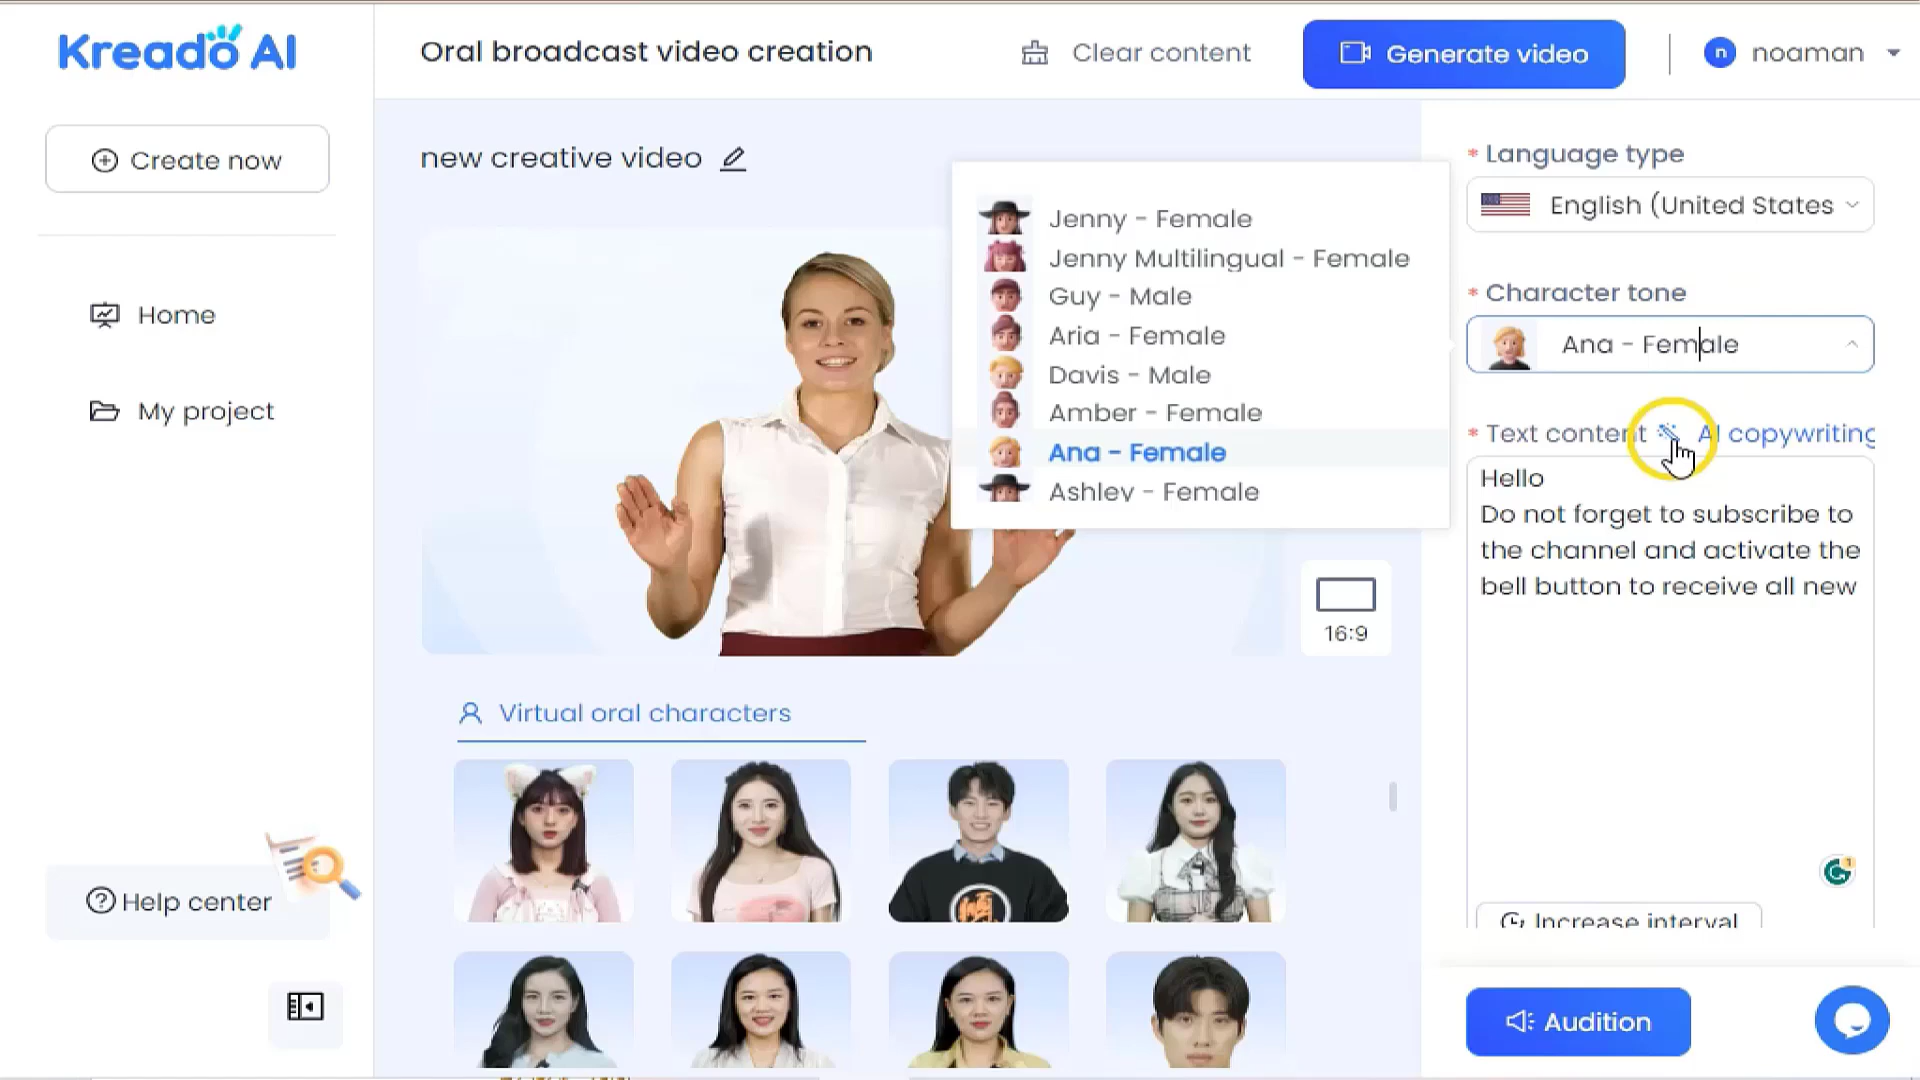 Kreado AI
Oral broadcast video creation
Clear content
Generate video
n
noaman
Create now
Home
My project
Help center
new creative video
Jenny - Female
Jenny Multilingual - Female
Guy - Male
Aria - Female
Davis - Male
Amber - Female
Ana - Female
Ashley - Female
16:9
Virtual oral characters
* Language type
English (United States
* Character tone
Ana - Female
* Text content AI copywriting
Hello
Do not forget to subscribe to
the channel and activate the
bell button to receive all new
1
Increase interval
Audition